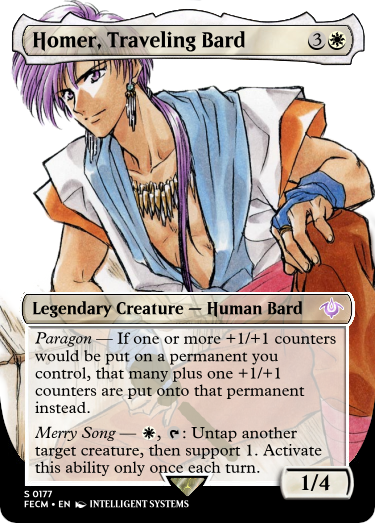 Homer, Traveling Bard 3
Legendary Creature — Human Bard
Paragon — If one or more +1/+1 counters
would be put on a permanent you
control, that many plus one +1/+1
counters are put onto that permanent
instead.
Merry Song — , : Untap another
target creature, then support 1. Activate
this ability only once each turn.
1/4
S 0177
FECM • EN INTELLIGENT SYSTEMS